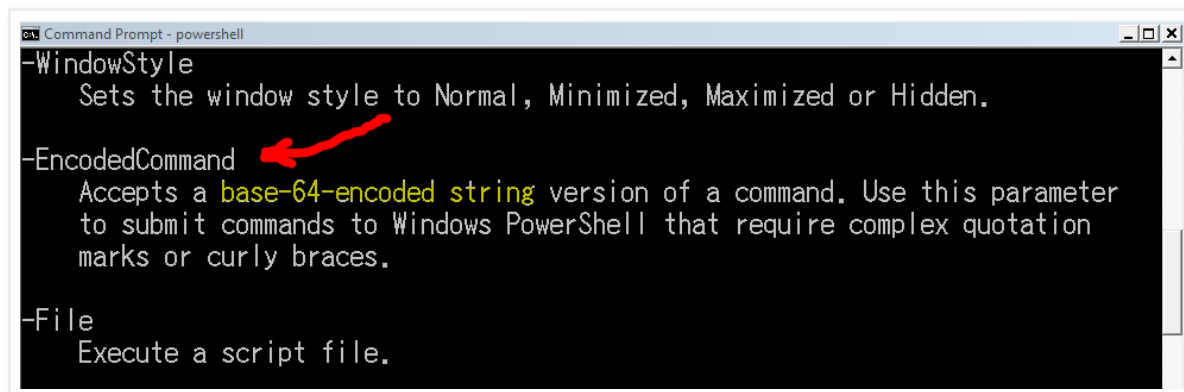 Command Prompt - powershell
-WindowStyle
Sets the window style to Normal, Minimized, Maximized or Hidden.
-EncodedCommand
Accepts a base-64-encoded string version of a command. Use this parameter
to submit commands to Windows PowerShell that require complex quotation
marks or curly braces.
-File
Execute a script file.